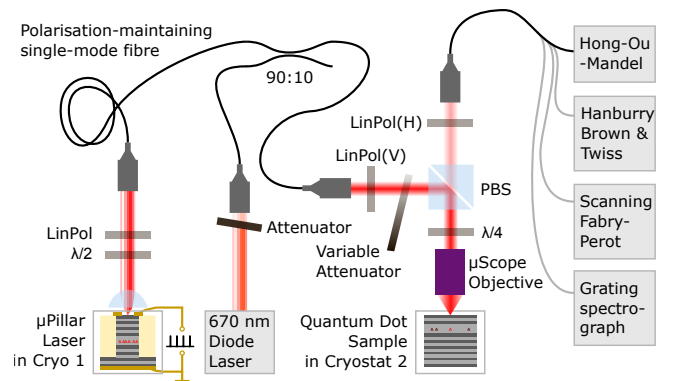 Polarisation-maintaining
single-mode fibre
90:10
LinPol
λ/2
µPillar
Laser
in Cryo 1
Attenuator
670 nm
Diode
Laser
LinPol(H)
LinPol(V)
PBS
Variable
Attenuator
λ/4
µScope
Objective
Quantum Dot
Sample
in Cryostat 2
Hong-Ou
-Mandel
Hanburry
Brown &
Twiss
Scanning
Fabry-
Perot
Grating
spectro-
graph